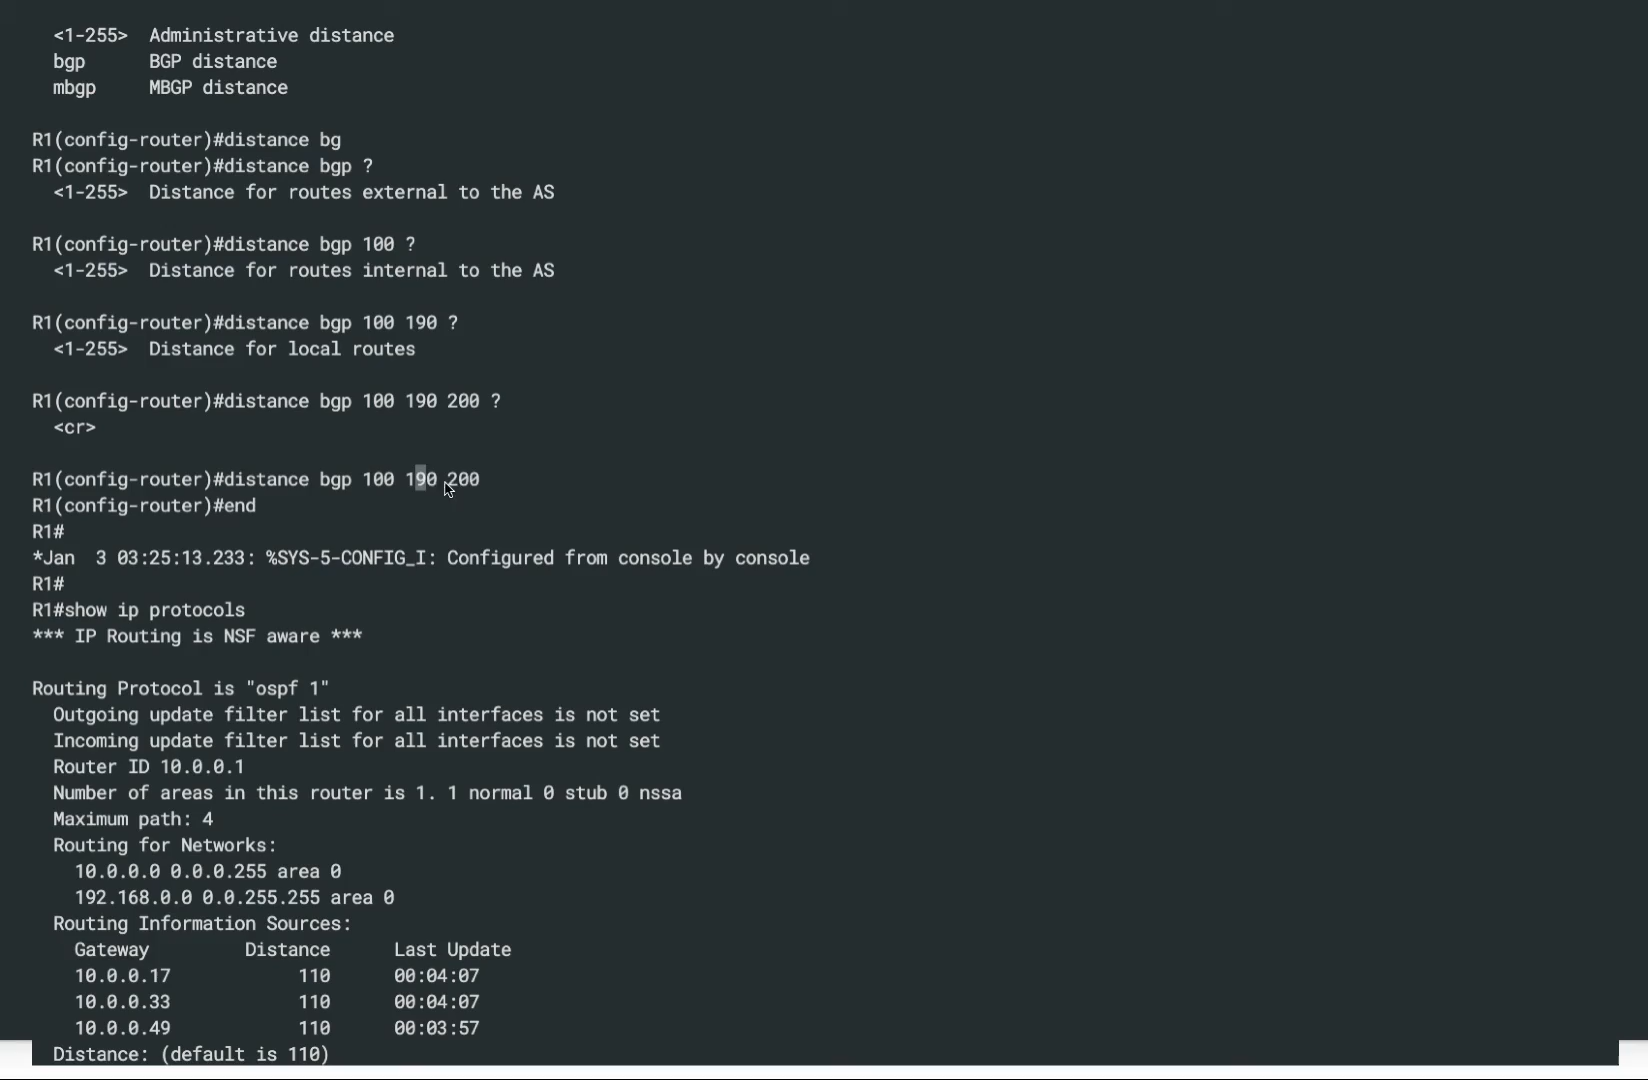 <1-255>  Administrative distance
bgp      BGP distance
mbgp     MBGP distance
R1(config-router)#distance bg
R1(config-router)#distance bgp ?
<1-255>  Distance for routes external to the AS
R1(config-router)#distance bgp 100 ?
<1-255>  Distance for routes internal to the AS
R1(config-router)#distance bgp 100 190 ?
<1-255>  Distance for local routes
R1(config-router)#distance bgp 100 190 200 ?
<cr>
R1(config-router)#distance bgp 100 190 200
R1(config-router)#end
R1#
*Jan  3 03:25:13.233: %SYS-5-CONFIG_I: Configured from console by console
R1#
R1#show ip protocols
*** IP Routing is NSF aware ***
Routing Protocol is "ospf 1"
Outgoing update filter list for all interfaces is not set
Incoming update filter list for all interfaces is not set
Router ID 10.0.0.1
Number of areas in this router is 1. 1 normal 0 stub 0 nssa
Maximum path: 4
Routing for Networks:
10.0.0.0 0.0.0.255 area 0
192.168.0.0 0.0.255.255 area 0
Routing Information Sources:
Gateway         Distance      Last Update
10.0.0.17            110      00:04:07
10.0.0.33            110      00:04:07
10.0.0.49            110      00:03:57
Distance: (default is 110)